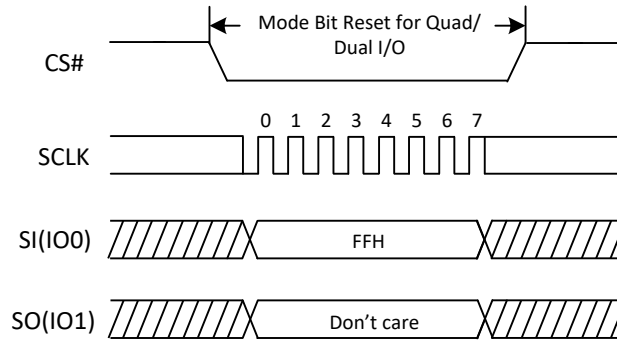 Mode Bit Reset for Quad/
Dual I/O
CS#
0 1 2 3 4 5 6 7
SCLK
SI(IO0)
FFH
SO(IO1)
Don't care